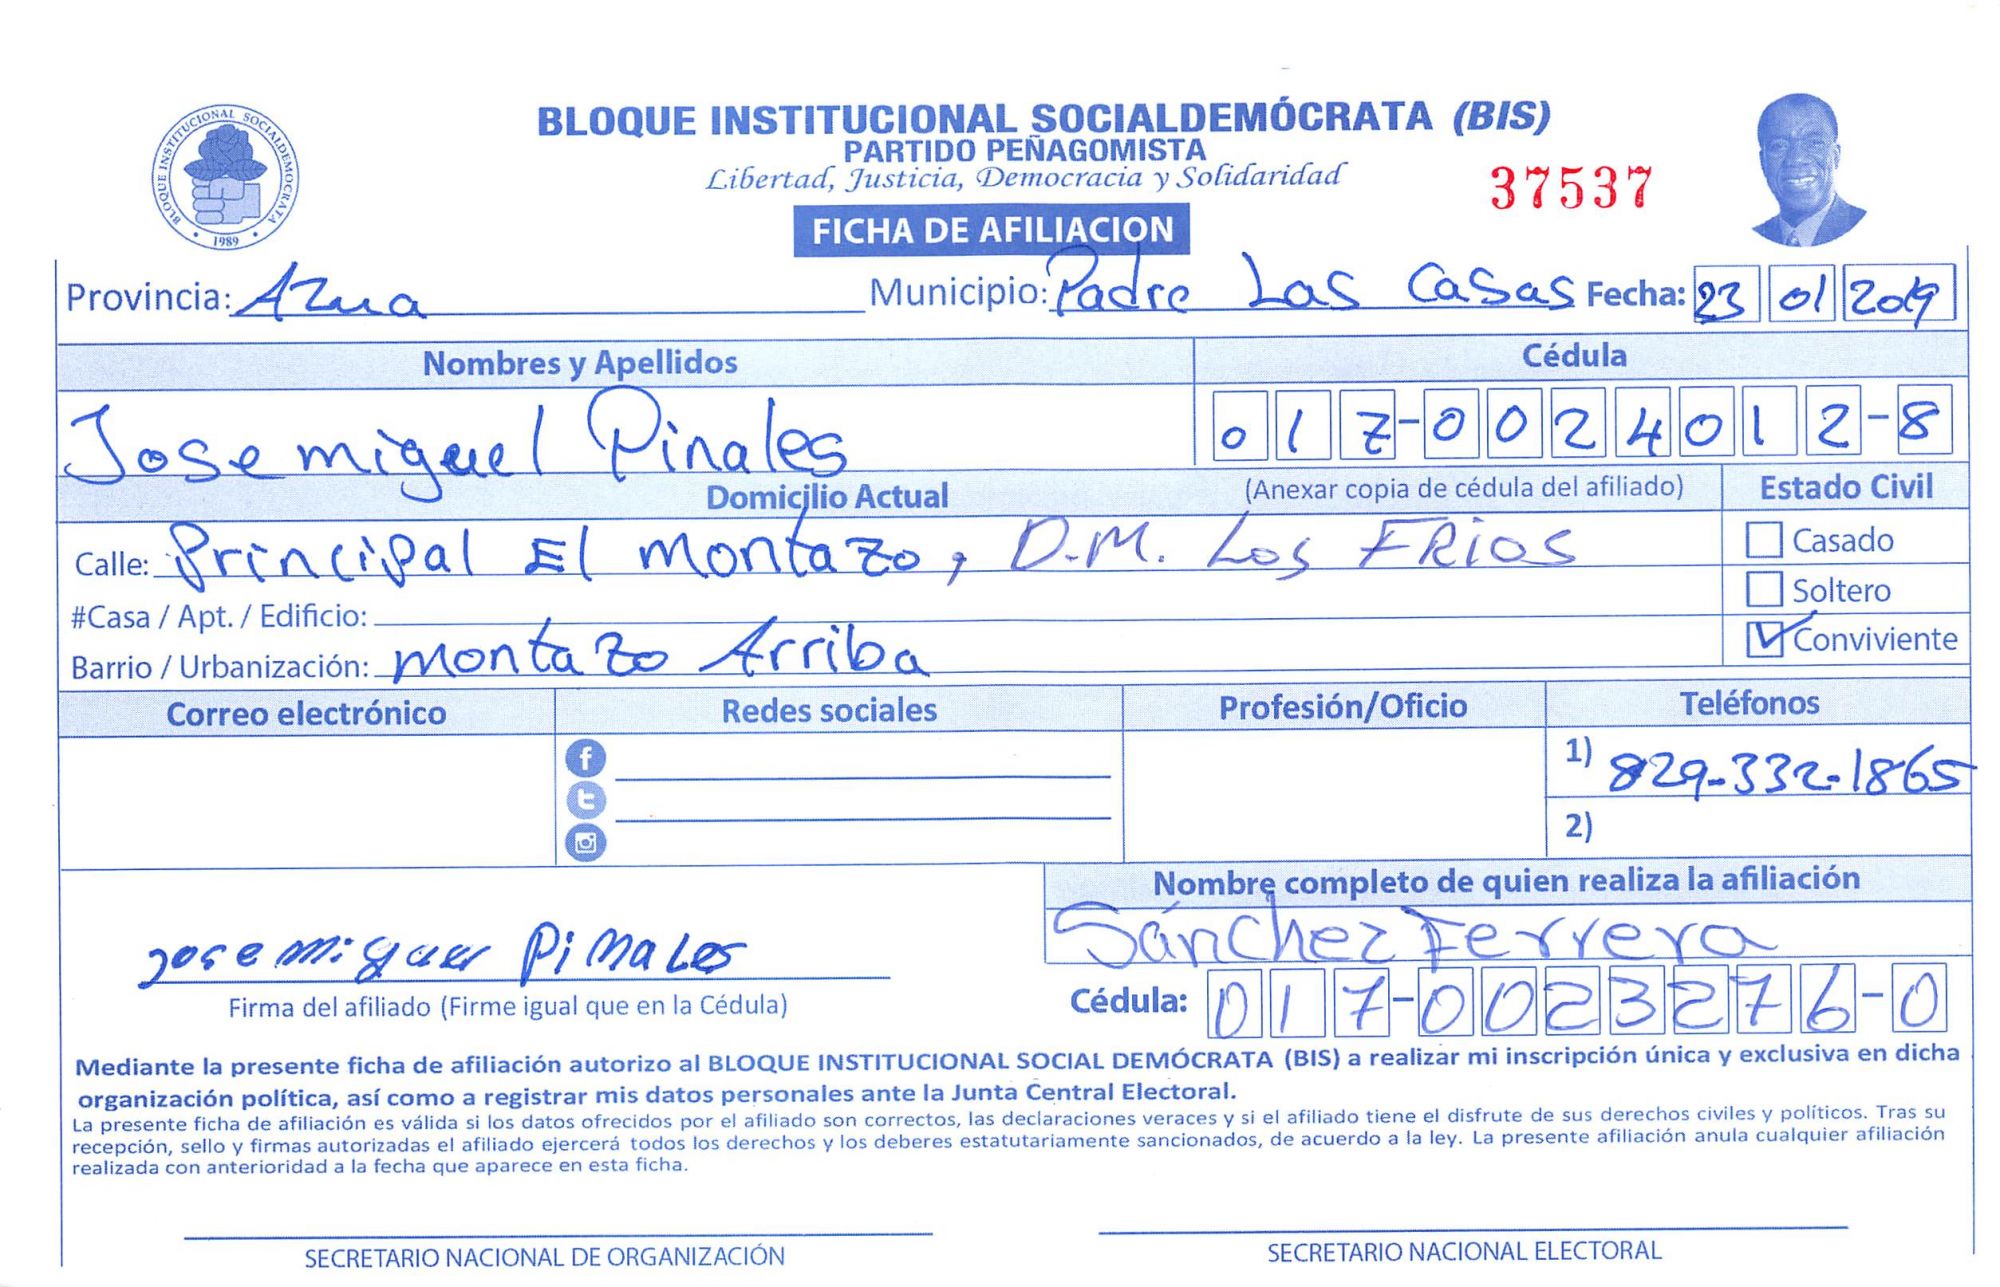 BLOQUE INSTITUCIONAL SOCIALDEMÓCRATA (BIS)
PARTIDO PEÑAGOMISTA
Libertad, Justicia, Democracia y Solidaridad
37537
BLOQUE INSTITUCIONAL SOCIALDEMOCRATA
1989
FICHA DE AFILIACION
Provincia: Azua Municipio: Padre Las Casas Fecha: 23 01 2019
Nombres y Apellidos Cédula
Jose miguel Pinales 017-0024012-8
Domicilio Actual (Anexar copia de cédula del afiliado) Estado Civil
Calle: Principal El montazo, D.M. Los FRios Casado
#Casa / Apt. / Edificio: Soltero
Barrio / Urbanización: montazo Arriba Conviviente
Correo electrónico Redes sociales Profesión/Oficio Teléfonos
1) 829-332-1865
2)
Nombre completo de quien realiza la afiliación
Sánchez Ferrera
Jose miguel Pinales
Firma del afiliado (Firme igual que en la Cédula) Cédula: 017-0023276-0
Mediante la presente ficha de afiliación autorizo al BLOQUE INSTITUCIONAL SOCIAL DEMÓCRATA (BIS) a realizar mi inscripción única y exclusiva en dicha
organización política, así como a registrar mis datos personales ante la Junta Central Electoral.
La presente ficha de afiliación es válida si los datos ofrecidos por el afiliado son correctos, las declaraciones veraces y si el afiliado tiene el disfrute de sus derechos civiles y políticos. Tras su
recepción, sello y firmas autorizadas el afiliado ejercerá todos los derechos y los deberes estatutariamente sancionados, de acuerdo a la ley. La presente afiliación anula cualquier afiliación
realizada con anterioridad a la fecha que aparece en esta ficha.
SECRETARIO NACIONAL DE ORGANIZACIÓN SECRETARIO NACIONAL ELECTORAL